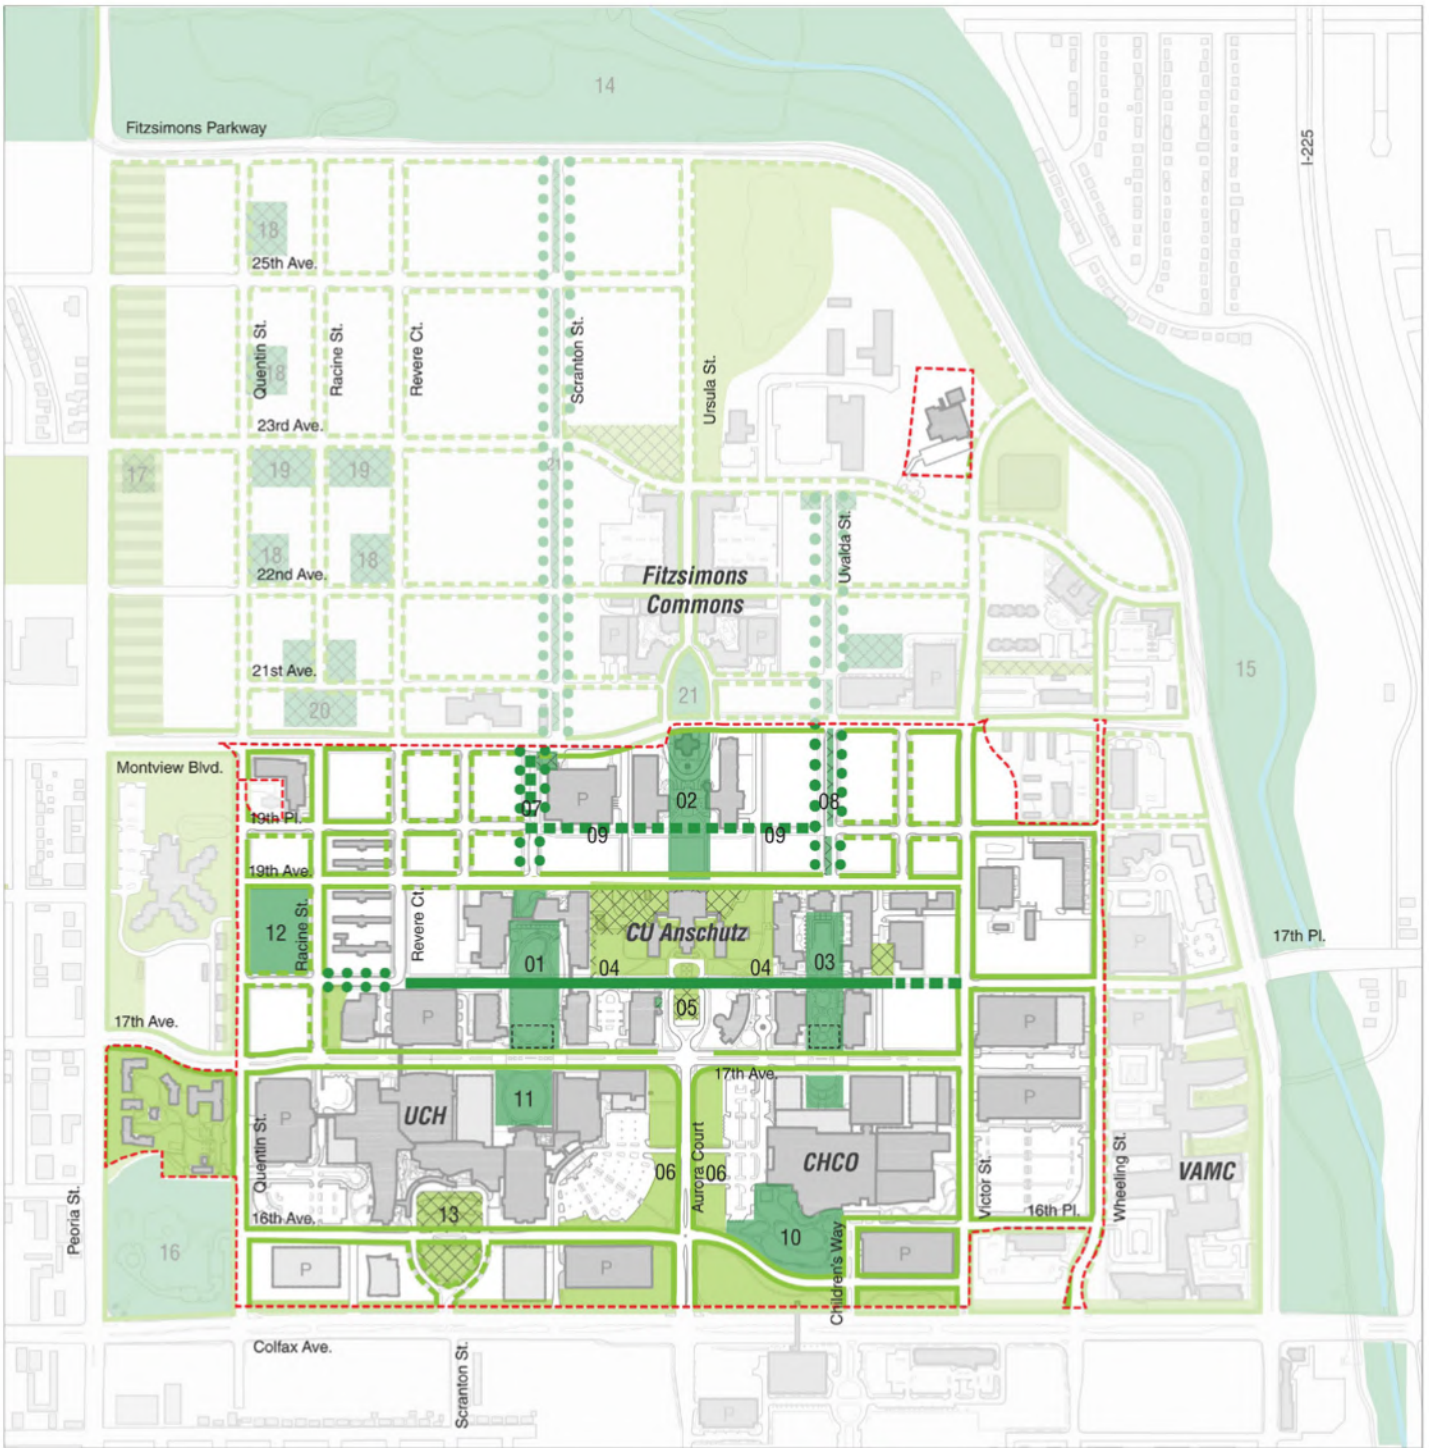 14
Fitzsimons Parkway
I-225
18
25th Ave.
Quentin St.
Racine St.
Revere Ct.
Scranton St.
Ursula St.
18
23rd Ave.
17
19
19
21
18
18
22nd Ave.
Uvalda St.
Fitzsimons
Commons
P
P
21st Ave.
P
15
20
21
Montview Blvd.
19th Pl.
07
P
02
08
09
09
19th Ave.
12
Racine St.
Revere Ct.
CU Anschutz
17th Pl.
01
04
04
03
17th Ave.
P
05
P
P
17th Ave.
P
P
11
UCH
Quentin St.
06
Aurora Court
06
CHCO
Victor St.
Wheeling St.
VAMC
Peoria St.
16th Ave.
13
16th Pl.
16
10
Children's Way
P
P
P
Colfax Ave.
Scranton St.
P